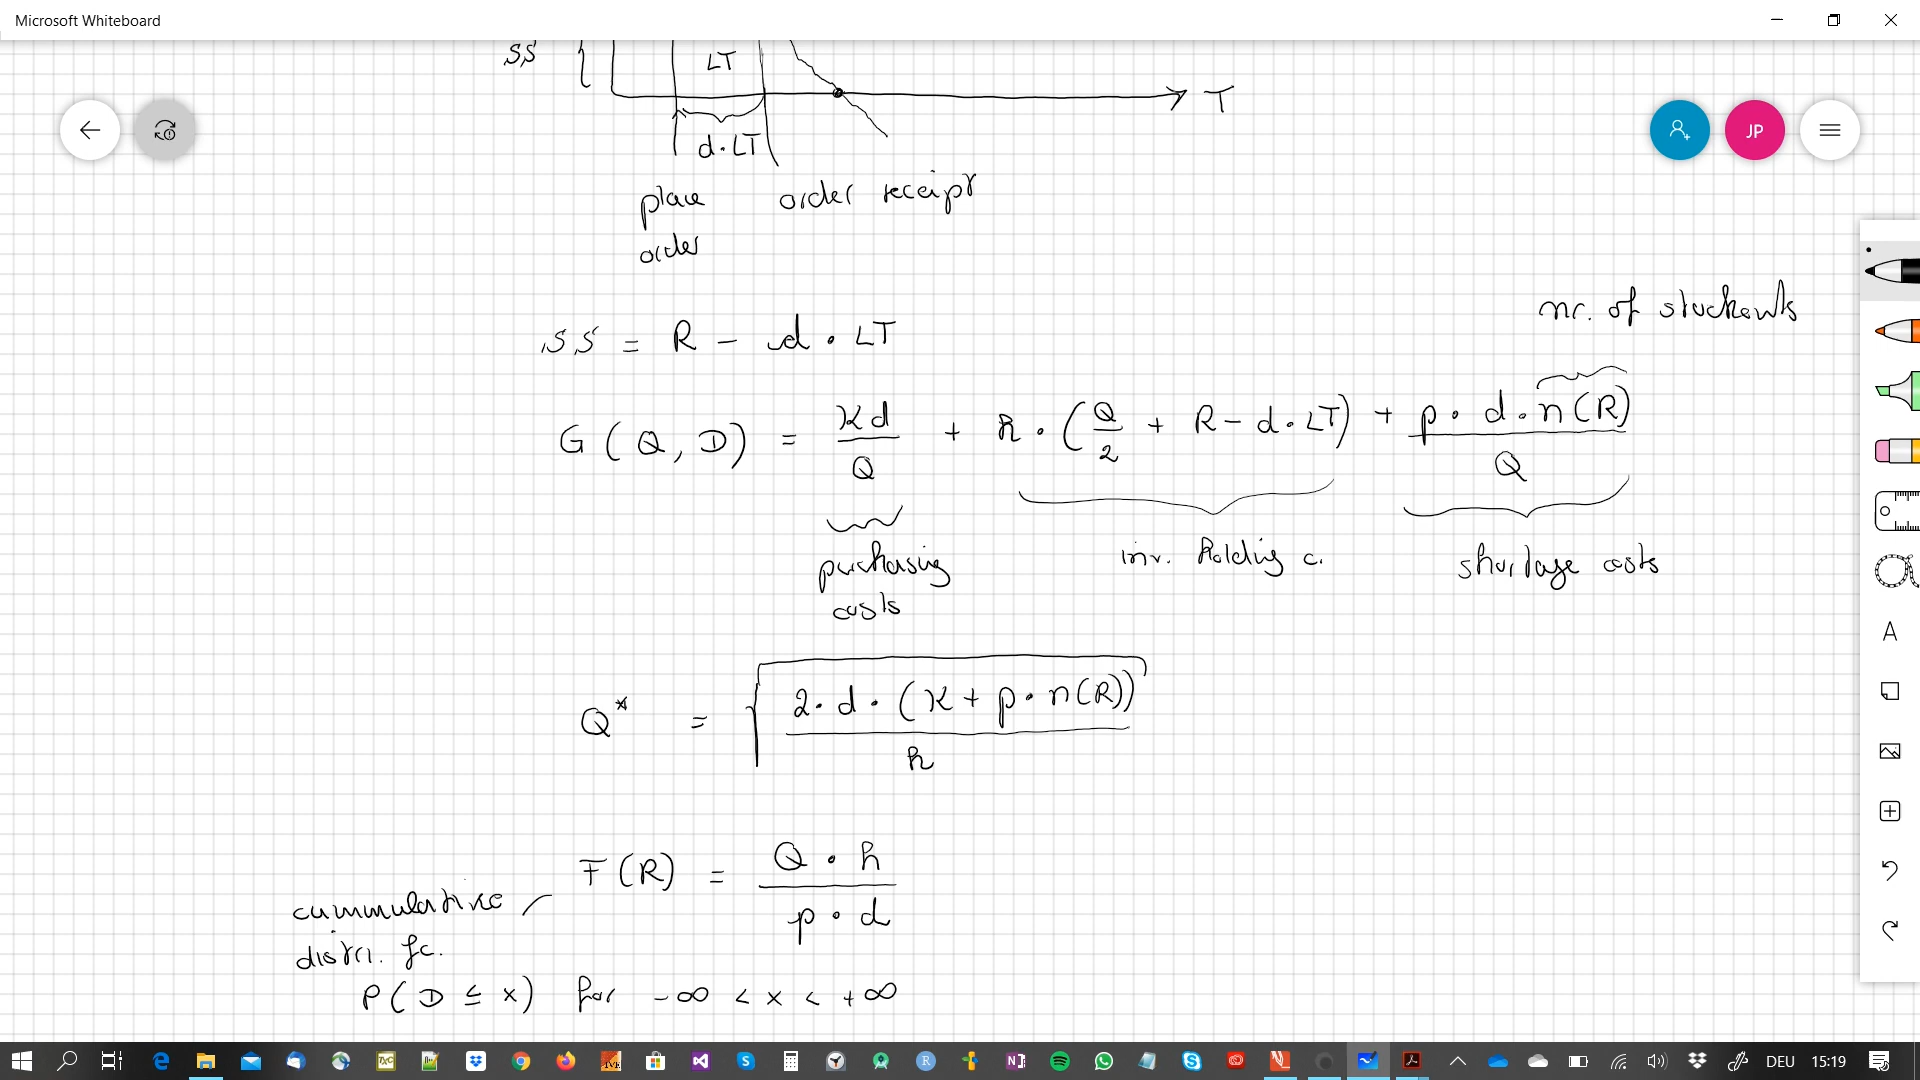 Microsoft Whiteboard
SS
LT
T
d·LT
place order receipt
order
nr. of stockouts
SS = R - d · LT
G(Q, D) = Kd/Q + h · (Q/2 + R - d · LT) + p · d · n(R)/Q
purchasing costs
inv. holding c.
shortage costs
Q* = √(2 · d · (K + p · n(R))/h)
F(R) = Q · h/p · d
cummulative
distri. fc.
P(D ≤ x) for -∞ < x < +∞
JP
A
DEU 15:19